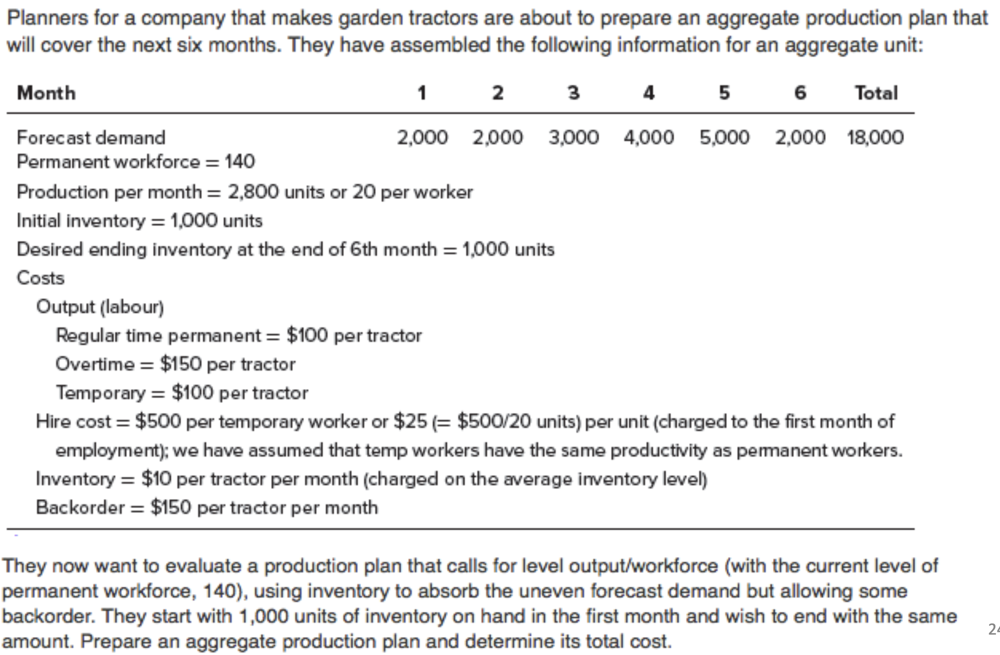 Planners for a company that makes garden tractors are about to prepare an aggregate production plan that
will cover the next six months. They have assembled the following information for an aggregate unit:
Month 1 2 3 4 5 6 Total
Forecast demand 2,000 2,000 3,000 4,000 5,000 2,000 18,000
Permanent workforce = 140
Production per month = 2,800 units or 20 per worker
Initial inventory = 1,000 units
Desired ending inventory at the end of 6th month = 1,000 units
Costs
Output (labour)
Regular time permanent = $100 per tractor
Overtime = $150 per tractor
Temporary = $100 per tractor
Hire cost = $500 per temporary worker or $25 (= $500/20 units) per unit (charged to the first month of
employment); we have assumed that temp workers have the same productivity as permanent workers.
Inventory = $10 per tractor per month (charged on the average inventory level)
Backorder = $150 per tractor per month
They now want to evaluate a production plan that calls for level output/workforce (with the current level of
permanent workforce, 140), using inventory to absorb the uneven forecast demand but allowing some
backorder. They start with 1,000 units of inventory on hand in the first month and wish to end with the same
amount. Prepare an aggregate production plan and determine its total cost.
24